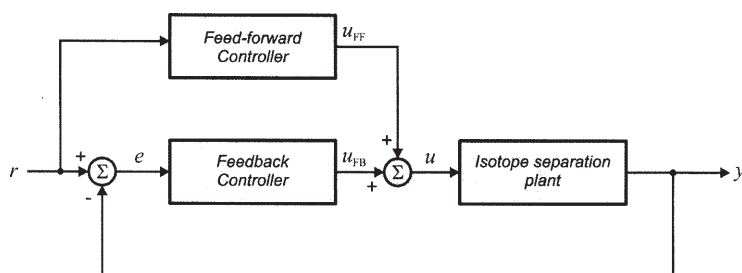 Feed-forward
Controller
u_FF
+
r
+
Σ
e
Feedback
Controller
u_FB
+
Σ
u
Isotope separation
plant
y
-